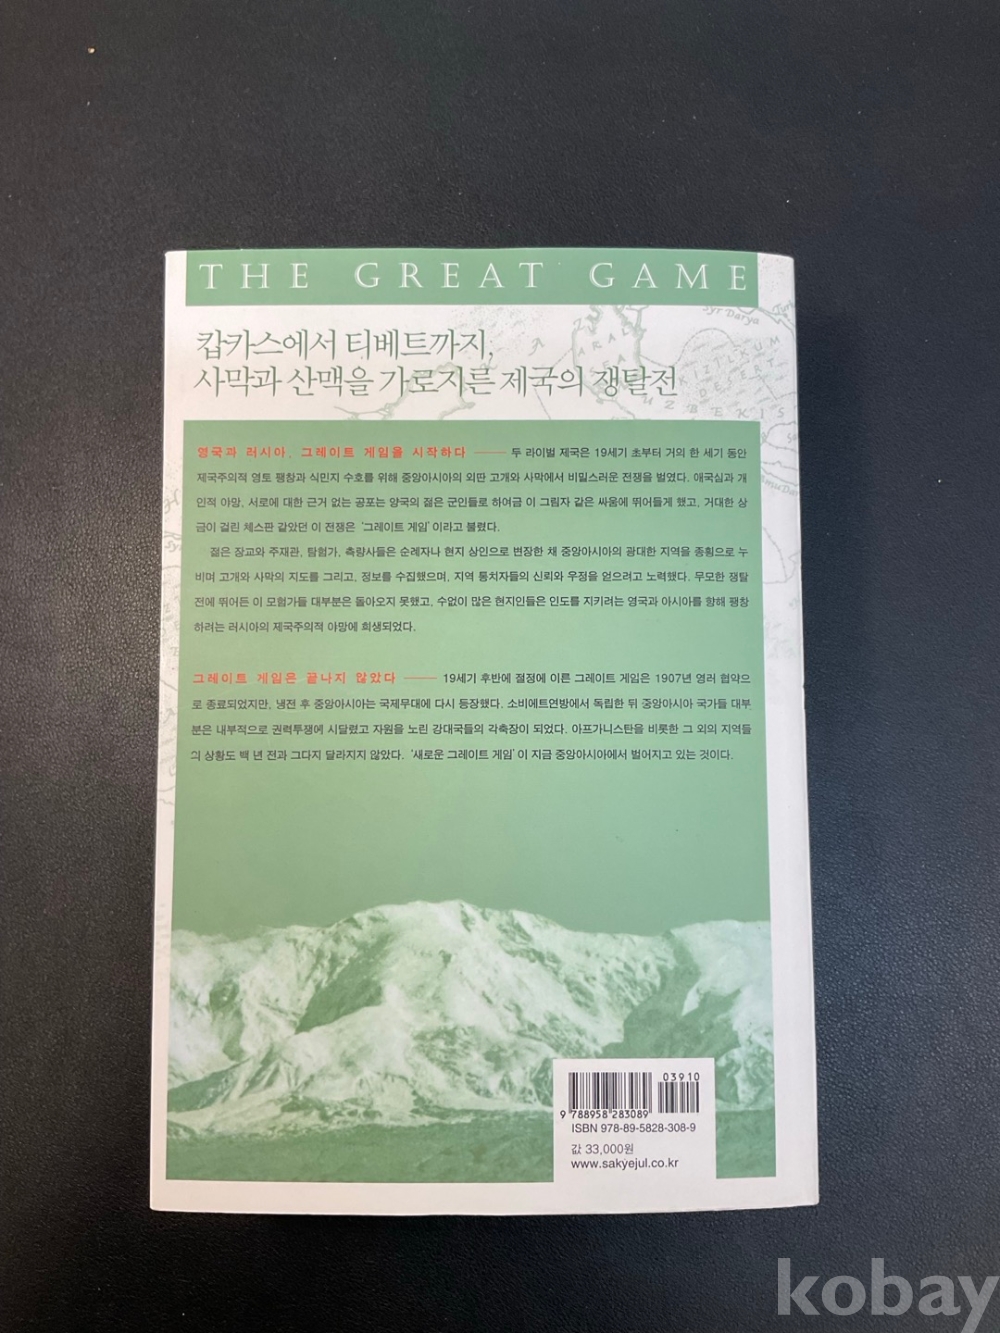 THE GREAT GAME
캅카스에서 티베트까지,
사막과 산맥을 가로지른 제국의 쟁탈전
Syr Darya
ARAL
SEA
KIZILKUM
DESERT
UZBEKIS
Amu Dar
영국과 러시아, 그레이트 게임을 시작하다 —— 두 라이벌 제국은 19세기 초부터 거의 한 세기 동안
제국주의적 영토 팽창과 식민지 수호를 위해 중앙아시아의 외딴 고개와 사막에서 비밀스러운 전쟁을 벌였다. 애국심과 개
인적 야망, 서로에 대한 근거 없는 공포는 양국의 젊은 군인들로 하여금 이 그림자 같은 싸움에 뛰어들게 했고, 거대한 상
금이 걸린 체스판 같았던 이 전쟁은 '그레이트 게임'이라고 불렸다.
젊은 장교와 주재관, 탐험가, 측량사들은 순례자나 현지 상인으로 변장한 채 중앙아시아의 광대한 지역을 종횡으로 누
비며 고개와 사막의 지도를 그리고, 정보를 수집했으며, 지역 통치자들의 신뢰와 우정을 얻으려고 노력했다. 무모한 쟁탈
전에 뛰어든 이 모험가들 대부분은 돌아오지 못했고, 수없이 많은 현지인들은 인도를 지키려는 영국과 아시아를 향해 팽창
하려는 러시아의 제국주의적 야망에 희생되었다.
그레이트 게임은 끝나지 않았다 —— 19세기 후반에 절정에 이른 그레이트 게임은 1907년 영러 협약으
로 종료되었지만, 냉전 후 중앙아시아는 국제무대에 다시 등장했다. 소비에트연방에서 독립한 뒤 중앙아시아 국가들 대부
분은 내부적으로 권력투쟁에 시달렸고 자원을 노린 강대국들의 각축장이 되었다. 아프가니스탄을 비롯한 그 외의 지역들
의 상황도 백 년 전과 그다지 달라지지 않았다. '새로운 그레이트 게임'이 지금 중앙아시아에서 벌어지고 있는 것이다.
03910
9 788958 283089
ISBN 978-89-5828-308-9
값 33,000원
www.sakyejul.co.kr
kobay